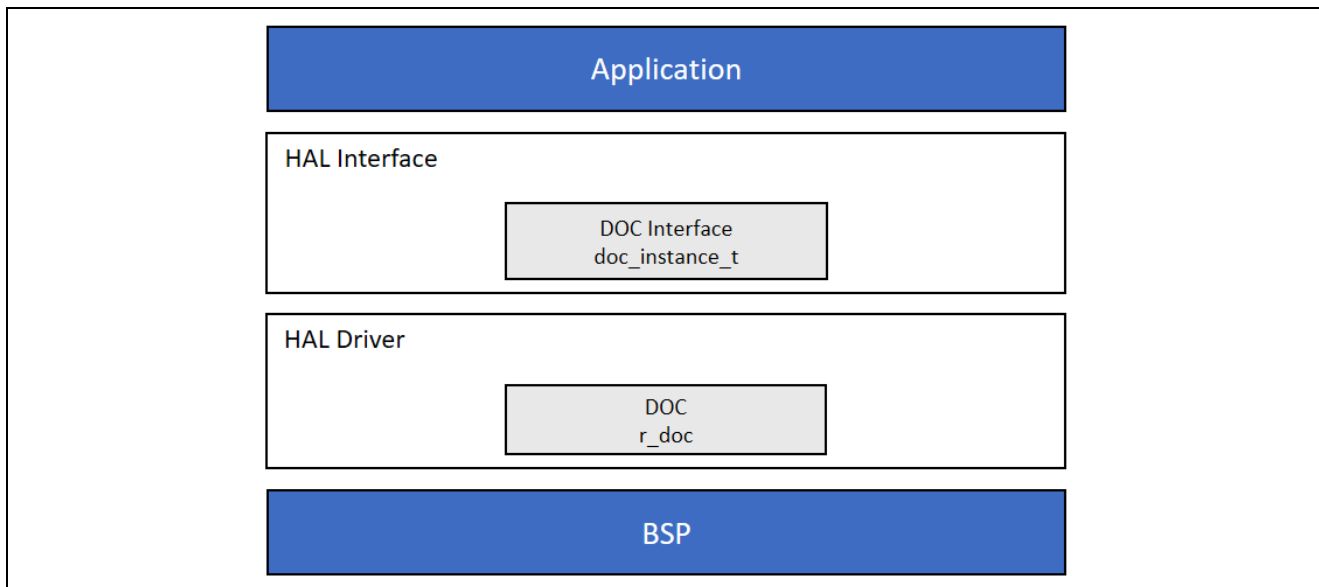 Application
HAL Interface
DOC Interface
doc_instance_t
HAL Driver
DOC
r_doc
BSP